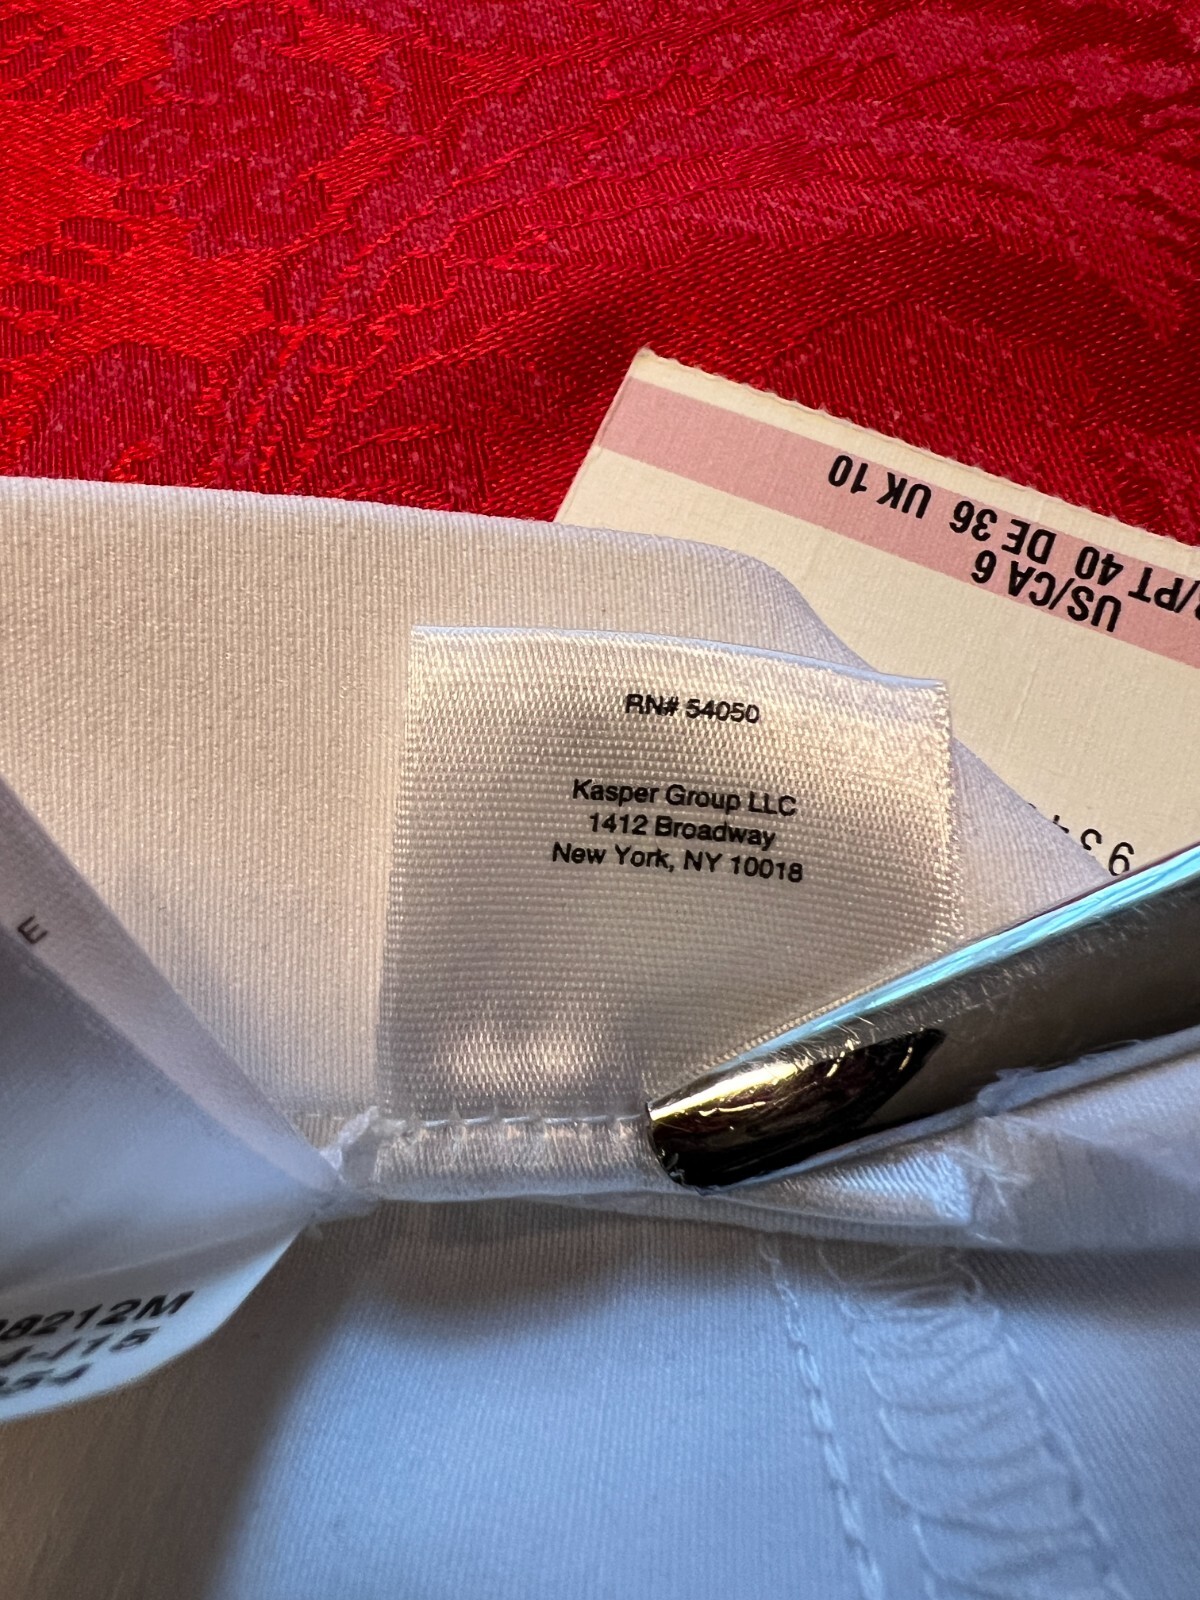 US/CA 6
/PT 40 DE 36 UK 10
RN# 54050
Kasper Group LLC
1412 Broadway
New York, NY 10018
E
8212M